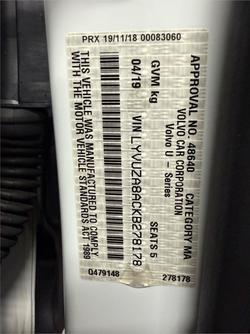 PRX 19/11/18 00083060
APPROVAL NO. 48640 CATEGORY MA
VOLVO CAR CORPORATION
Volvo U - Series
GVM kg SEATS 5
04/19 VIN LYVUZA8ACKB278178
THIS VEHICLE WAS MANUFACTURED TO COMPLY
WITH THE MOTOR VEHICLE STANDARDS ACT 1989
0479148 278178